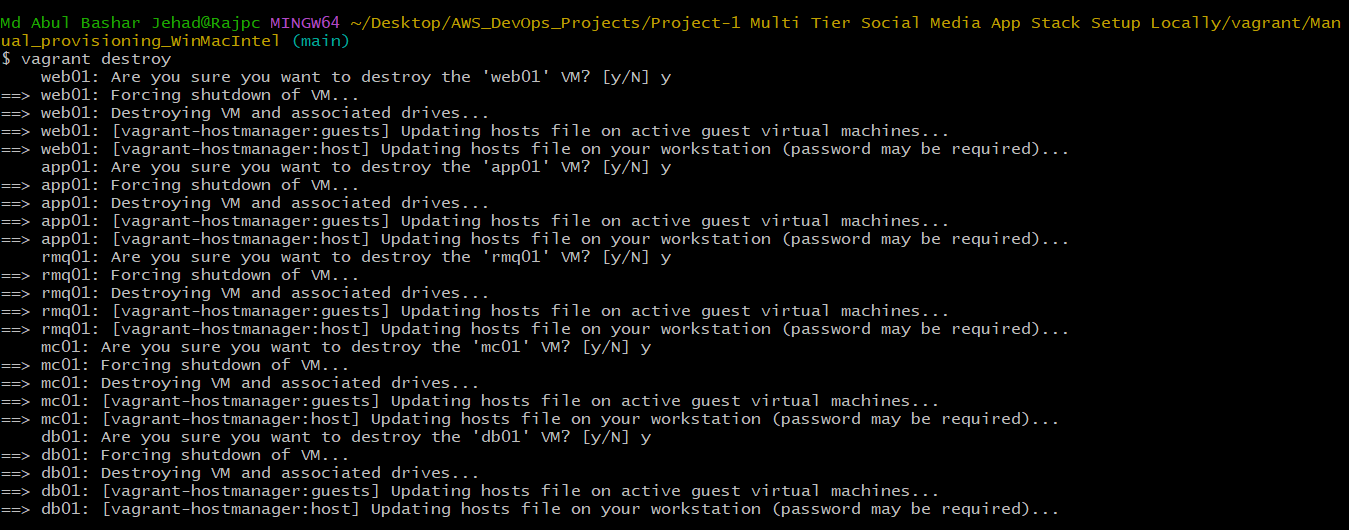 Md Abul Bashar Jehad@Rajpc MINGW64 ~/Desktop/AWS_DevOps_Projects/Project-1 Multi Tier Social Media App Stack Setup Locally/vagrant/Man
ual_provisioning_WinMacIntel (main)
$ vagrant destroy
    web01: Are you sure you want to destroy the 'web01' VM? [y/N] y
==> web01: Forcing shutdown of VM...
==> web01: Destroying VM and associated drives...
==> web01: [vagrant-hostmanager:guests] Updating hosts file on active guest virtual machines...
==> web01: [vagrant-hostmanager:host] Updating hosts file on your workstation (password may be required)...
    app01: Are you sure you want to destroy the 'app01' VM? [y/N] y
==> app01: Forcing shutdown of VM...
==> app01: Destroying VM and associated drives...
==> app01: [vagrant-hostmanager:guests] Updating hosts file on active guest virtual machines...
==> app01: [vagrant-hostmanager:host] Updating hosts file on your workstation (password may be required)...
    rmq01: Are you sure you want to destroy the 'rmq01' VM? [y/N] y
==> rmq01: Forcing shutdown of VM...
==> rmq01: Destroying VM and associated drives...
==> rmq01: [vagrant-hostmanager:guests] Updating hosts file on active guest virtual machines...
==> rmq01: [vagrant-hostmanager:host] Updating hosts file on your workstation (password may be required)...
    mc01: Are you sure you want to destroy the 'mc01' VM? [y/N] y
==> mc01: Forcing shutdown of VM...
==> mc01: Destroying VM and associated drives...
==> mc01: [vagrant-hostmanager:guests] Updating hosts file on active guest virtual machines...
==> mc01: [vagrant-hostmanager:host] Updating hosts file on your workstation (password may be required)...
    db01: Are you sure you want to destroy the 'db01' VM? [y/N] y
==> db01: Forcing shutdown of VM...
==> db01: Destroying VM and associated drives...
==> db01: [vagrant-hostmanager:guests] Updating hosts file on active guest virtual machines...
==> db01: [vagrant-hostmanager:host] Updating hosts file on your workstation (password may be required)...